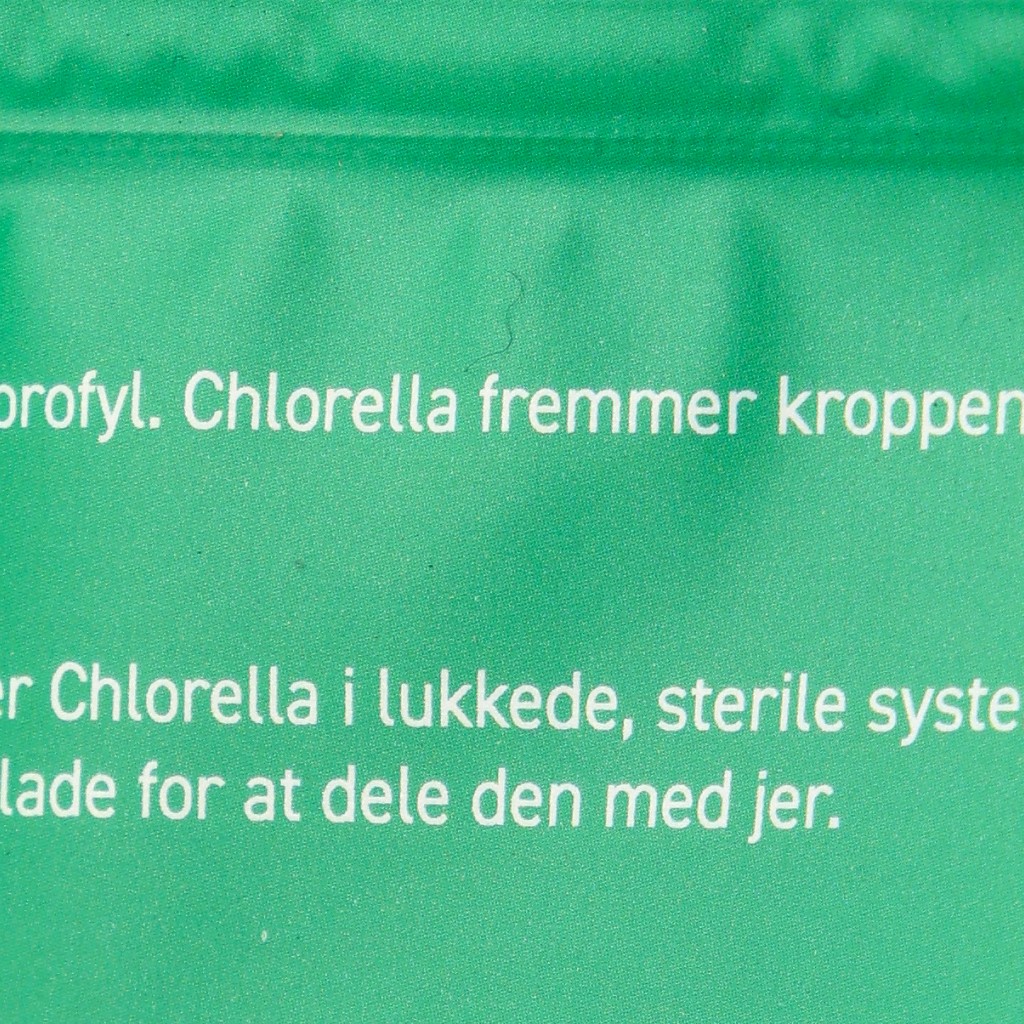 orofyl. Chlorella fremmer kroppen
er Chlorella i lukkede, sterile syste
lade for at dele den med jer.